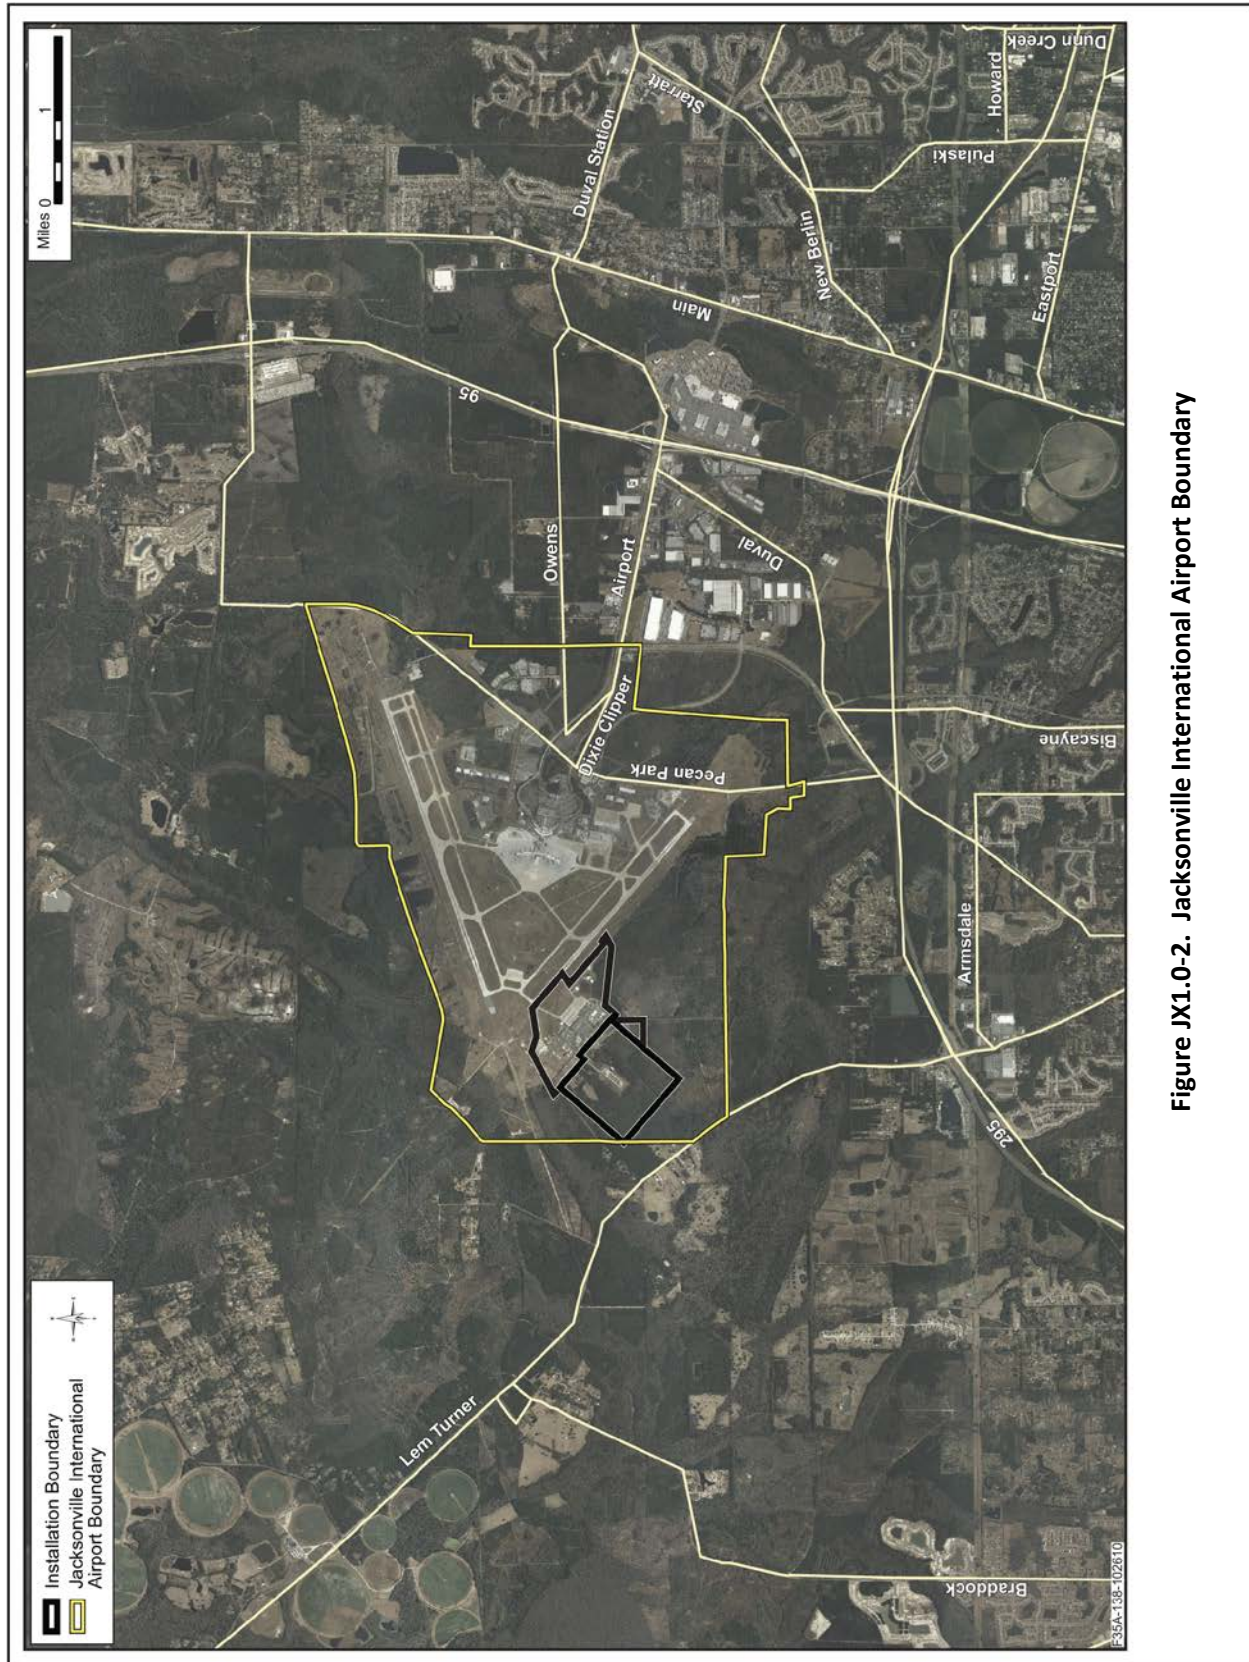 Installation Boundary
Jacksonville International
Airport Boundary
Miles 0 1
Lem Turner
Braddock
295
Armsdale
Biscayne
Pecan Park
Dixie Clipper
Airport
Owens
Duval
95
Main
Duval Station
Starratt
New Berlin
Pulaski
Howard
Dunn Creek
Eastport
F35A-138-102610
Figure JX1.0-2. Jacksonville International Airport Boundary